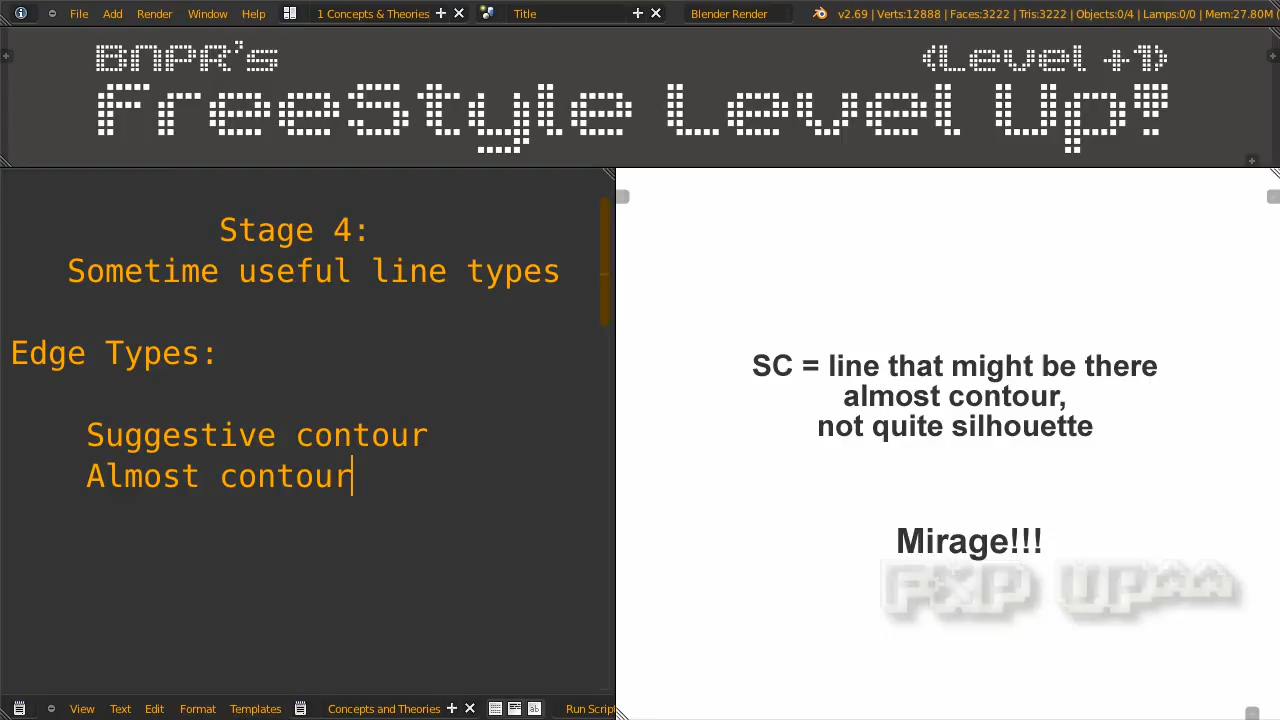 File Add Render Window Help 1 Concepts & Theories Title Blender Render v2.69 | Verts:12888 | Faces:3222 | Tris:3222 | Objects:0/4 | Lamps:0/0 | Mem:27.80M (
BNPR's (Level +1)
FreeStyle Level Up!
Stage 4:
Sometime useful line types
Edge Types:
Suggestive contour
Almost contour
SC = line that might be there
almost contour,
not quite silhouette
Mirage!!!
View Text Edit Format Templates Concepts and Theories ab Run Script